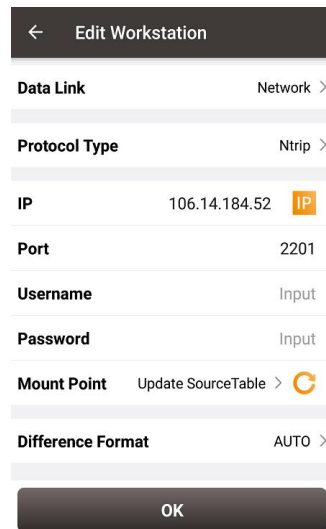 Edit Workstation
Data Link Network
Protocol Type Ntrip
IP 106.14.184.52 IP
Port 2201
Username Input
Password Input
Mount Point Update SourceTable
Difference Format AUTO
OK